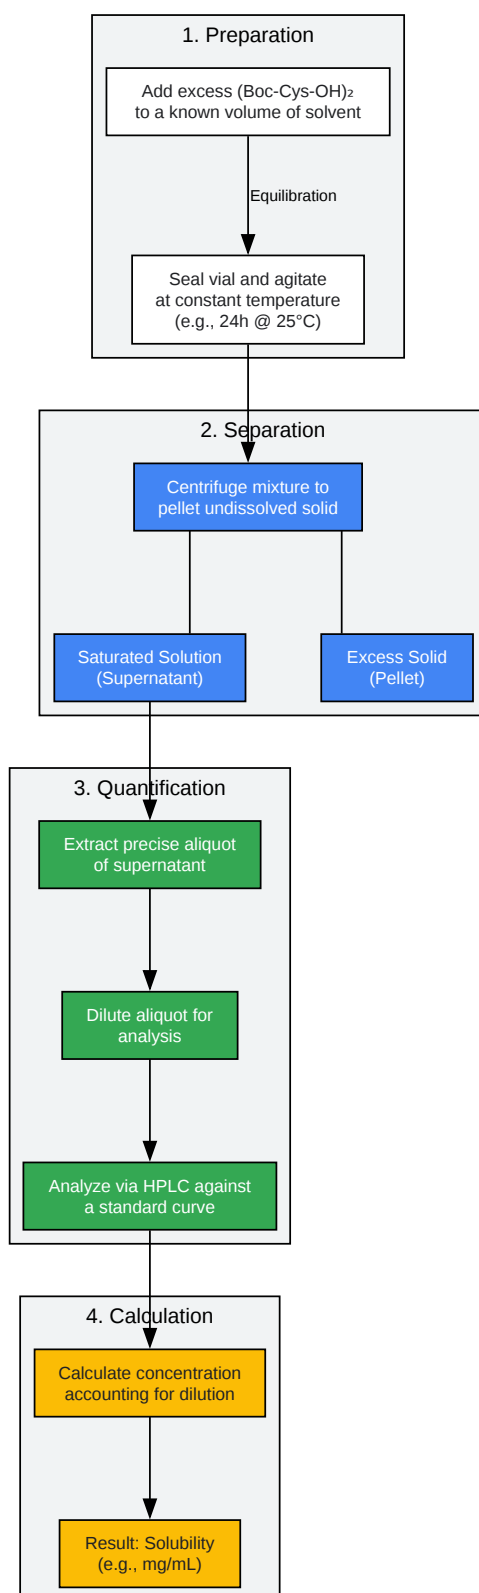 1. Preparation
Add excess (Boc-Cys-OH)₂
to a known volume of solvent
Equilibration
Seal vial and agitate
at constant temperature
(e.g., 24h @ 25°C)
2. Separation
Centrifuge mixture to
pellet undissolved solid
Saturated Solution
(Supernatant)
Excess Solid
(Pellet)
3. Quantification
Extract precise aliquot
of supernatant
Dilute aliquot for
analysis
Analyze via HPLC against
a standard curve
4. Calculation
Calculate concentration
accounting for dilution
Result: Solubility
(e.g., mg/mL)